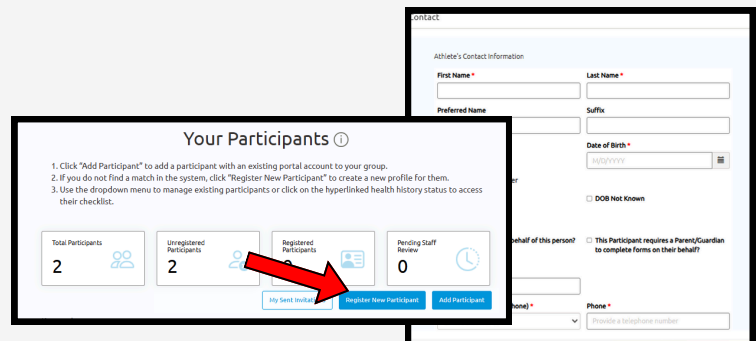 Contact
Athlete's Contact Information
First Name *
Last Name *
Preferred Name
Suffix
Date of Birth *
M/D/YYYY
DOB Not Known
behalf of this person?
This Participant requires a Parent/Guardian
to complete forms on their behalf?
Phone *
Provide a telephone number
Your Participants
1. Click "Add Participant" to add a participant with an existing portal account to your group.
2. If you do not find a match in the system, click "Register New Participant" to create a new profile for them.
3. Use the dropdown menu to manage existing participants or click on the hyperlinked health history status to access
their checklist.
Total Participants
2
Unregistered
Participants
2
Registered
Participants
Pending Staff
Review
0
My Sent
Register New Participant
Add Participant